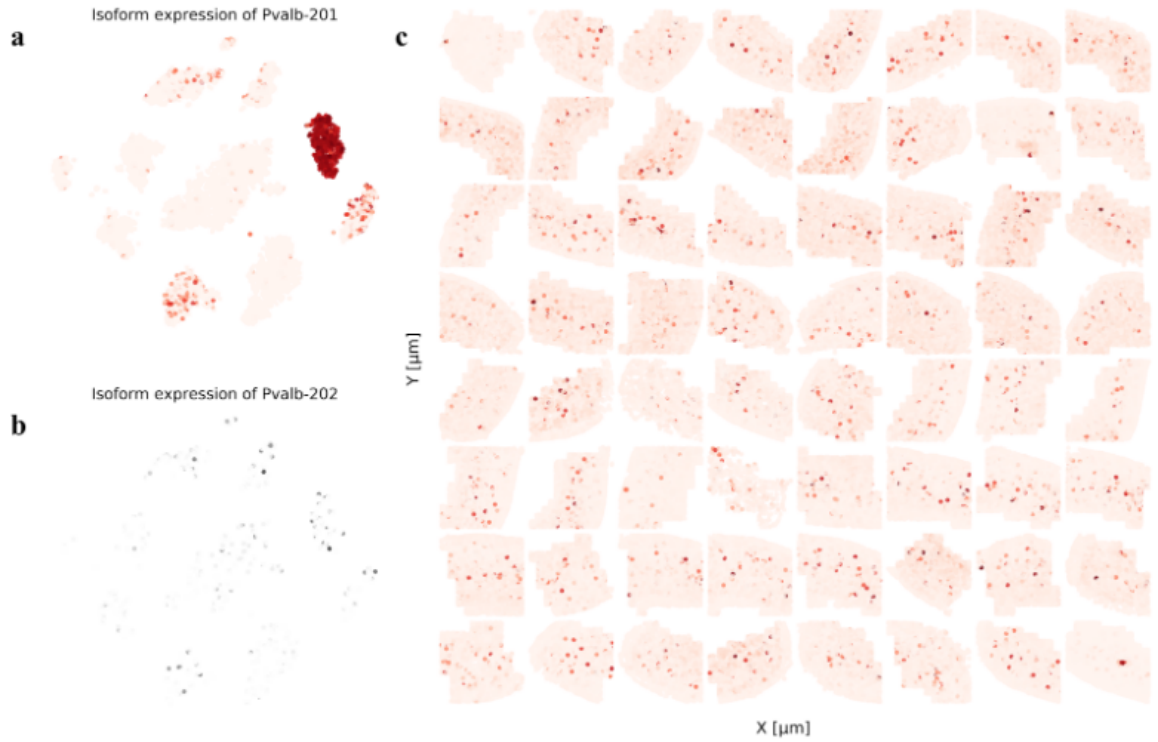 Isoform expression of Pvalb-201
a
c
Isoform expression of Pvalb-202
b
Y [µm]
X [µm]